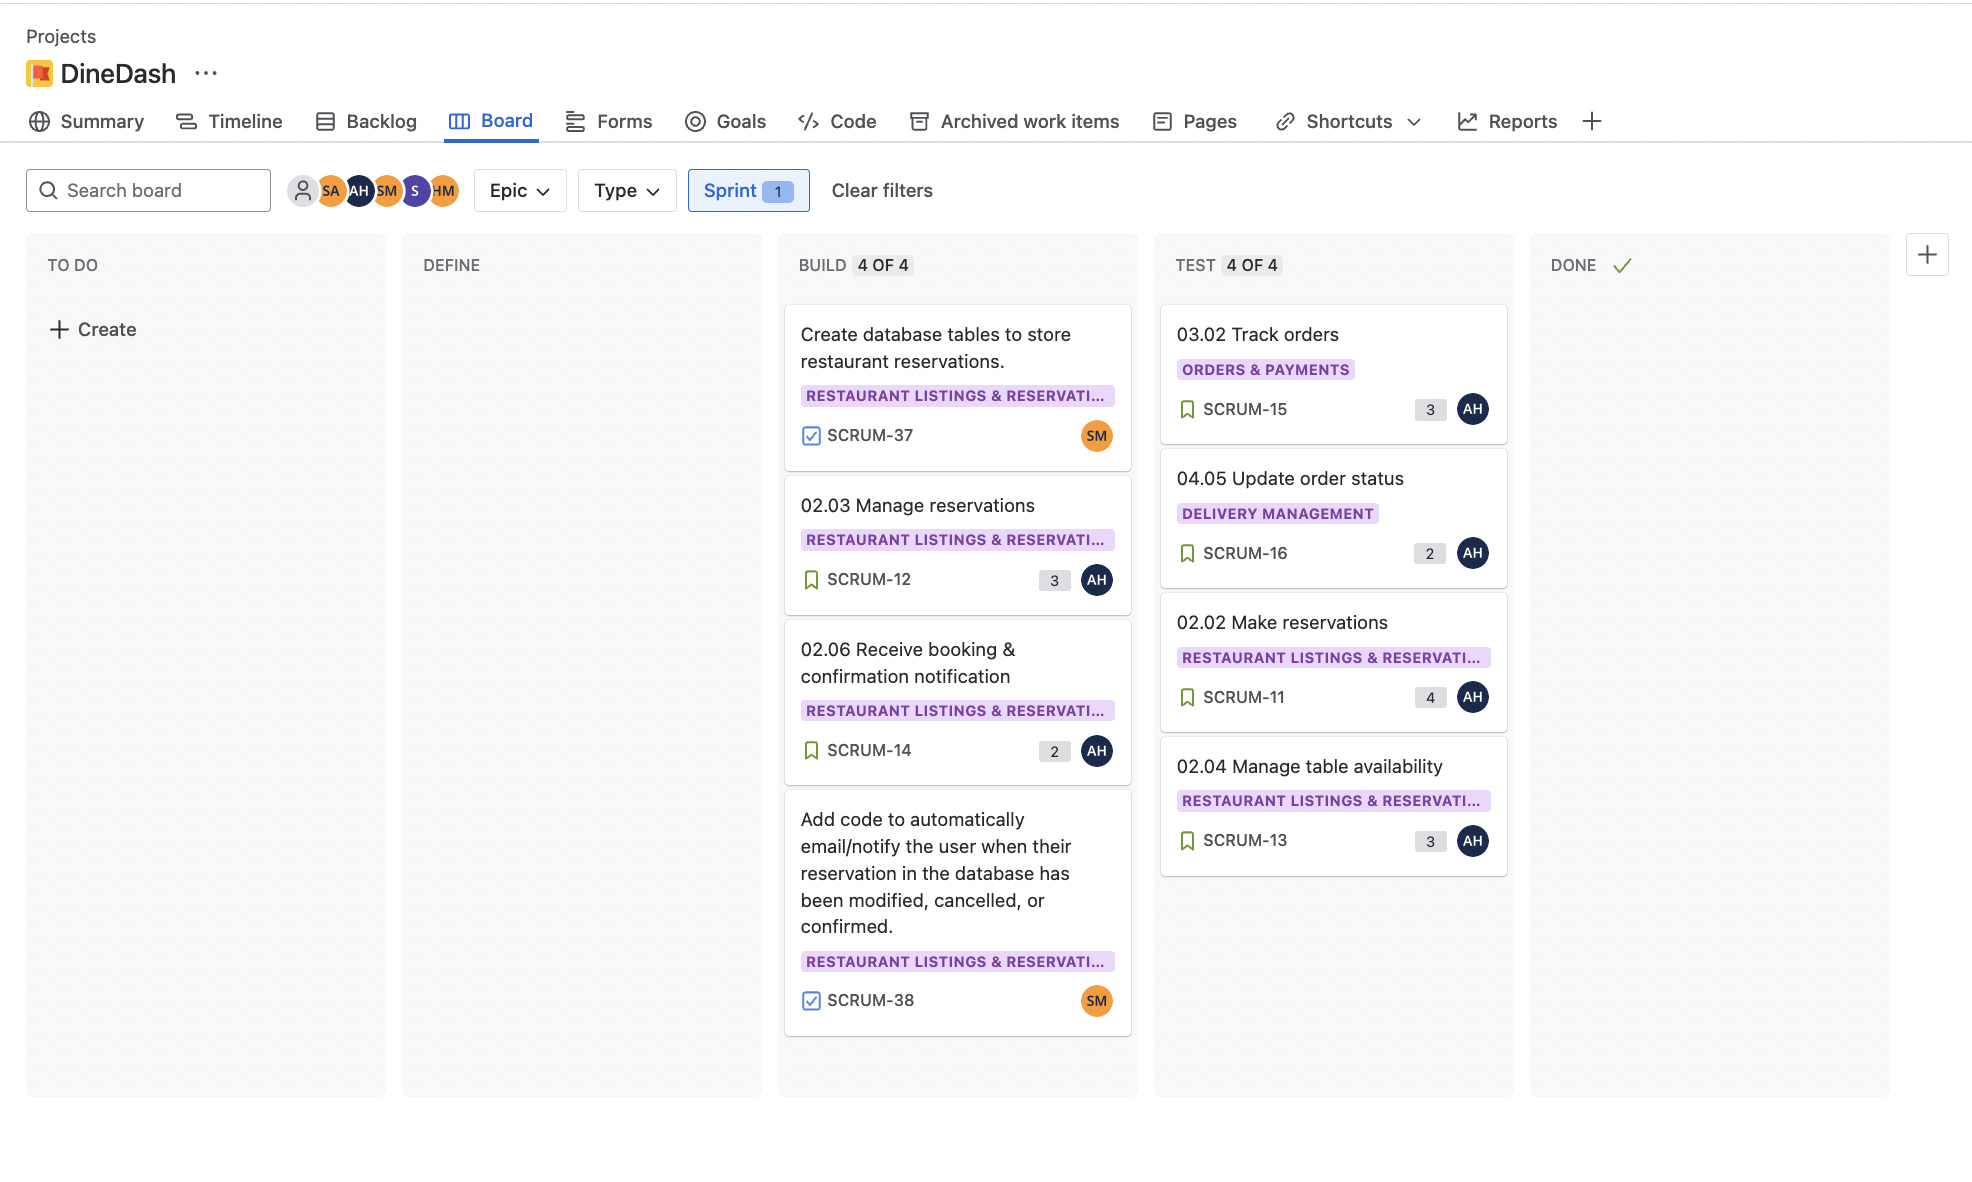 Projects
DineDash
Summary Timeline Backlog Board Forms Goals Code Archived work items Pages Shortcuts Reports
Search board SA AH SM S HM Epic Type Sprint 1 Clear filters
TO DO
Create
DEFINE
BUILD 4 OF 4
Create database tables to store
restaurant reservations.
RESTAURANT LISTINGS & RESERVATI...
SCRUM-37 SM
02.03 Manage reservations
RESTAURANT LISTINGS & RESERVATI...
SCRUM-12 3 AH
02.06 Receive booking &
confirmation notification
RESTAURANT LISTINGS & RESERVATI...
SCRUM-14 2 AH
Add code to automatically
email/notify the user when their
reservation in the database has
been modified, cancelled, or
confirmed.
RESTAURANT LISTINGS & RESERVATI...
SCRUM-38 SM
TEST 4 OF 4
03.02 Track orders
ORDERS & PAYMENTS
SCRUM-15 3 AH
04.05 Update order status
DELIVERY MANAGEMENT
SCRUM-16 2 AH
02.02 Make reservations
RESTAURANT LISTINGS & RESERVATI...
SCRUM-11 4 AH
02.04 Manage table availability
RESTAURANT LISTINGS & RESERVATI...
SCRUM-13 3 AH
DONE